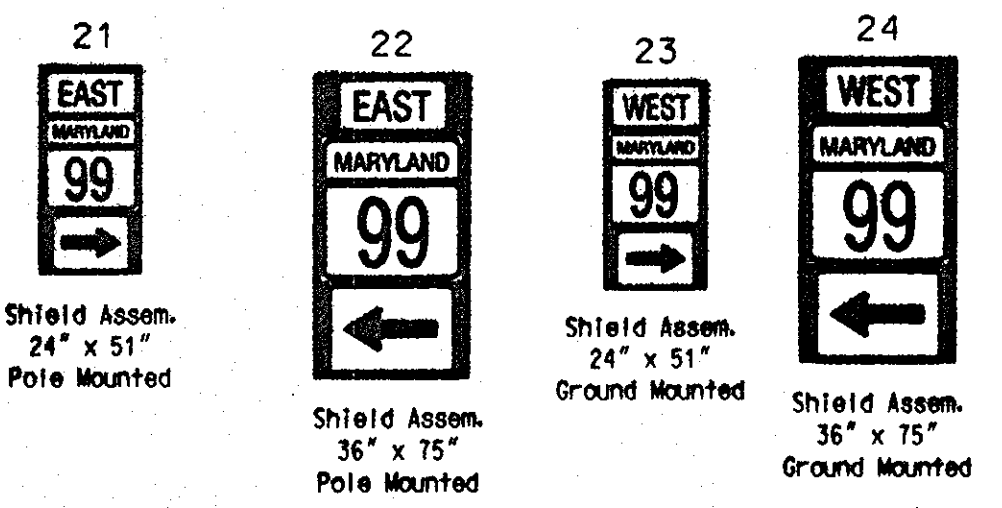 21
EAST
MARYLAND
99
Shield Assem.
24" x 51"
Pole Mounted
22
EAST
MARYLAND
99
Shield Assem.
36" x 75"
Pole Mounted
23
WEST
MARYLAND
99
Shield Assem.
24" x 51"
Ground Mounted
24
WEST
MARYLAND
99
Shield Assem.
36" x 75"
Ground Mounted